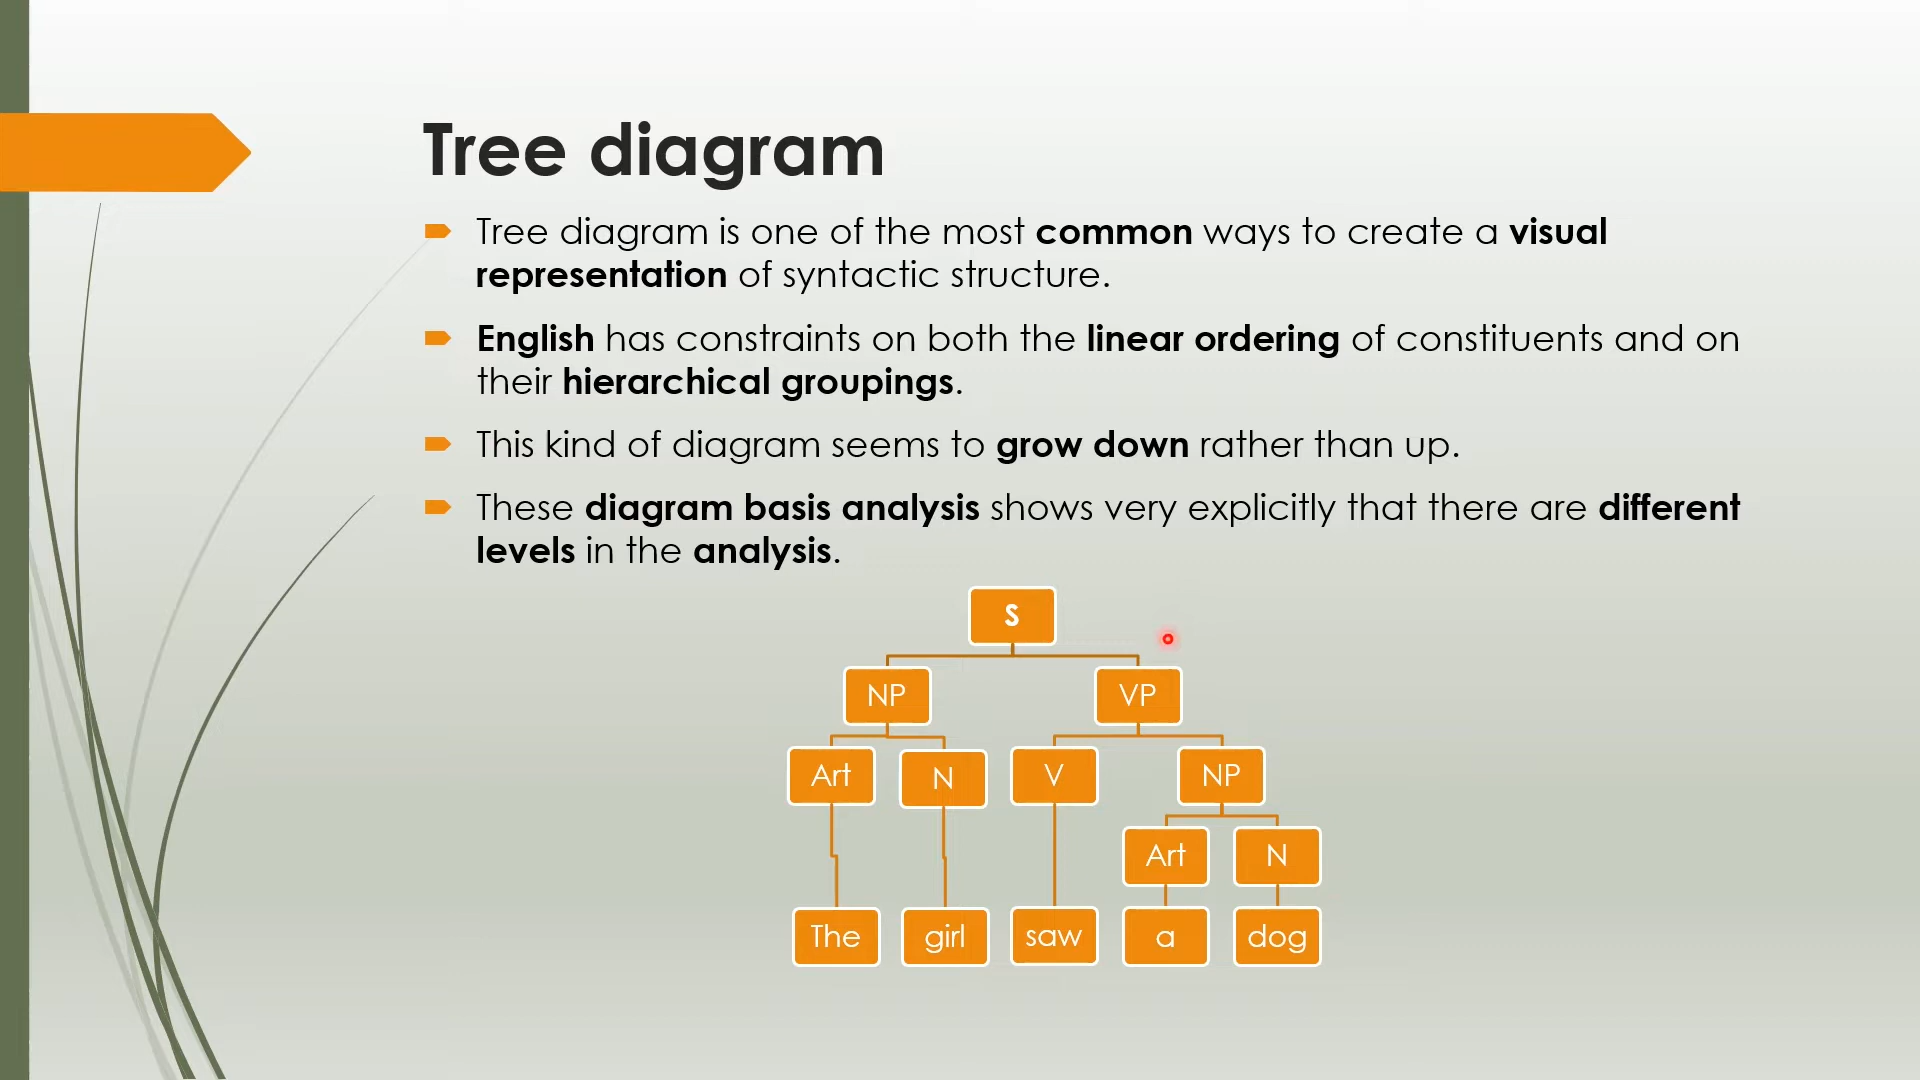 Tree diagram
Tree diagram is one of the most common ways to create a visual
representation of syntactic structure.
English has constraints on both the linear ordering of constituents and on
their hierarchical groupings.
This kind of diagram seems to grow down rather than up.
These diagram basis analysis shows very explicitly that there are different
levels in the analysis.
S
NP VP
Art N V NP
Art N
The girl saw a dog